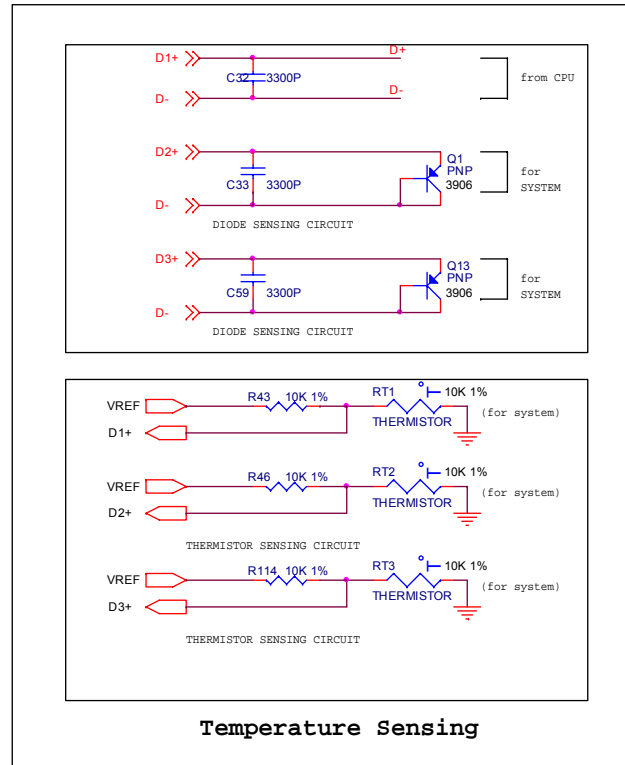 D1+
D+
C32 3300P
from CPU
D-
D-
D2+
Q1
PNP
3906
for
SYSTEM
C33 3300P
D-
DIODE SENSING CIRCUIT
D3+
Q13
PNP
3906
for
SYSTEM
C59 3300P
D-
DIODE SENSING CIRCUIT
R43 10K 1%
RT1
10K 1%
VREF
THERMISTOR
(for system)
D1+
R46 10K 1%
RT2
10K 1%
VREF
THERMISTOR
(for system)
D2+
THERMISTOR SENSING CIRCUIT
R114 10K 1%
RT3
10K 1%
VREF
THERMISTOR
(for system)
D3+
THERMISTOR SENSING CIRCUIT
Temperature Sensing